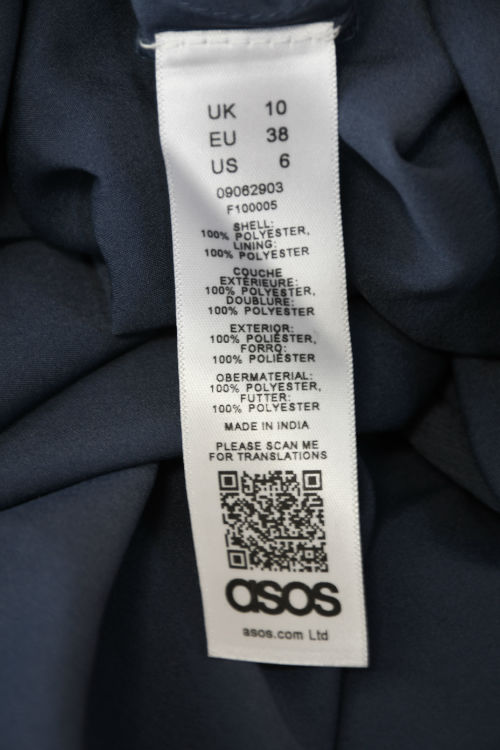 UK 10
EU 38
US 6
09062903
F100005
SHELL:
100% POLYESTER,
LINING:
100% POLYESTER
COUCHE
EXTÉRIEURE:
100% POLYESTER,
DOUBLURE:
100% POLYESTER
EXTERIOR:
100% POLIÉSTER,
FORRO:
100% POLIÉSTER
OBERMATERIAL:
100% POLYESTER,
FUTTER:
100% POLYESTER
MADE IN INDIA
PLEASE SCAN ME
FOR TRANSLATIONS
asos
asos.com Ltd